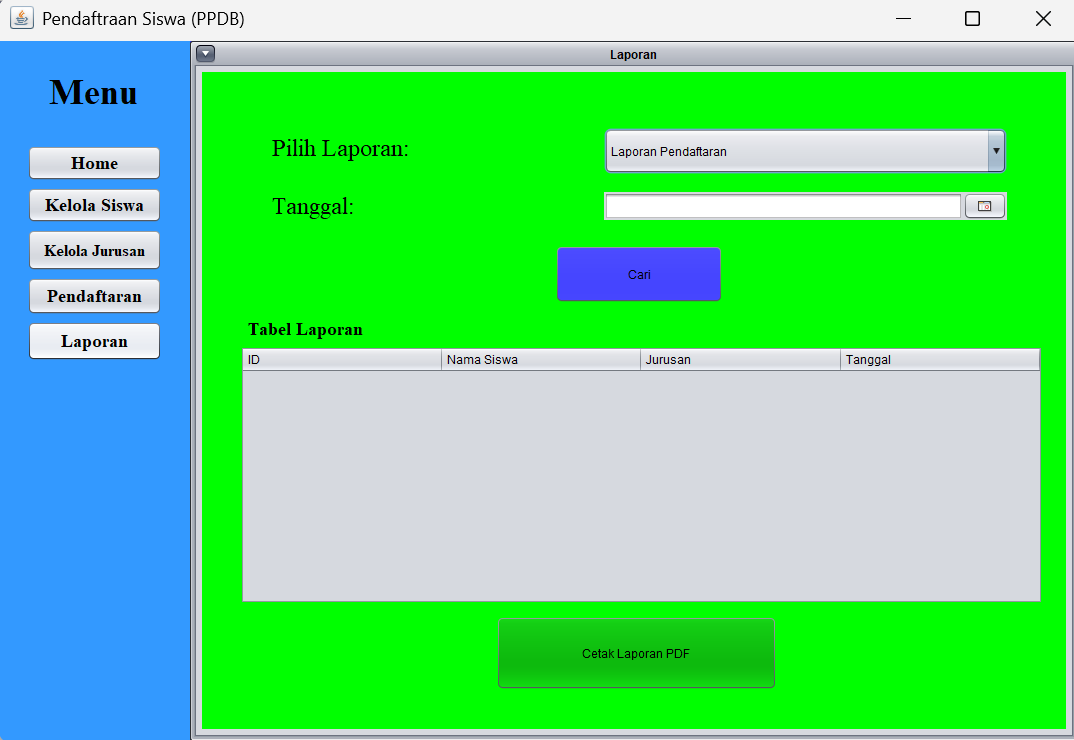 Pendaftraan Siswa (PPDB)
Menu
Home
Kelola Siswa
Kelola Jurusan
Pendaftaran
Laporan
Laporan
Pilih Laporan:
Laporan Pendaftaran
Tanggal:
Cari
Tabel Laporan
ID Nama Siswa Jurusan Tanggal
Cetak Laporan PDF